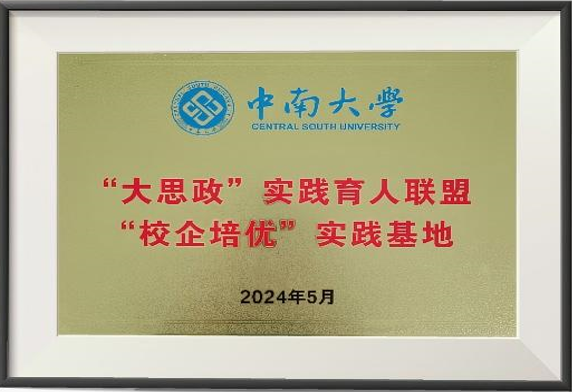 中南大学
CENTRAL SOUTH UNIVERSITY
“大思政”实践育人联盟
“校企培优”实践基地
2024年5月